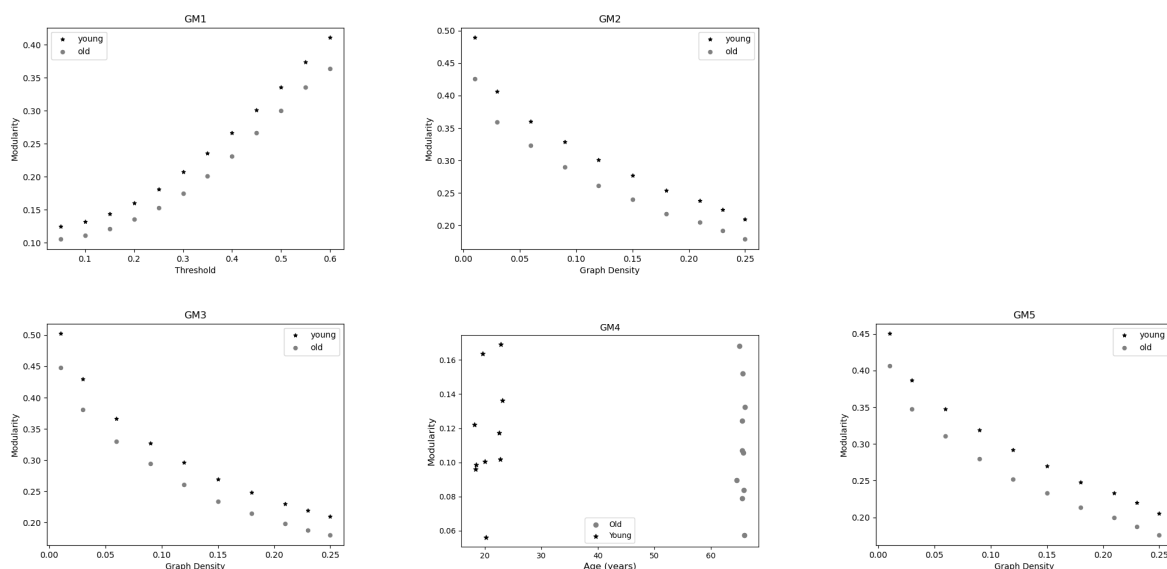 GM1
young
old
0.40
0.35
0.30
0.25
0.20
0.15
0.10
Modularity
0.1
0.2
0.3
0.4
0.5
0.6
Threshold
GM2
young
old
0.50
0.45
0.40
0.35
0.30
0.25
0.20
Modularity
0.00
0.05
0.10
0.15
0.20
0.25
Graph Density
GM3
young
old
0.50
0.45
0.40
0.35
0.30
0.25
0.20
Modularity
0.00
0.05
0.10
0.15
0.20
0.25
Graph Density
GM4
0.16
0.14
0.12
0.10
0.08
0.06
Modularity
Old
Young
20
30
40
50
60
Age (years)
GM5
young
old
0.45
0.40
0.35
0.30
0.25
0.20
Modularity
0.00
0.05
0.10
0.15
0.20
0.25
Graph Density